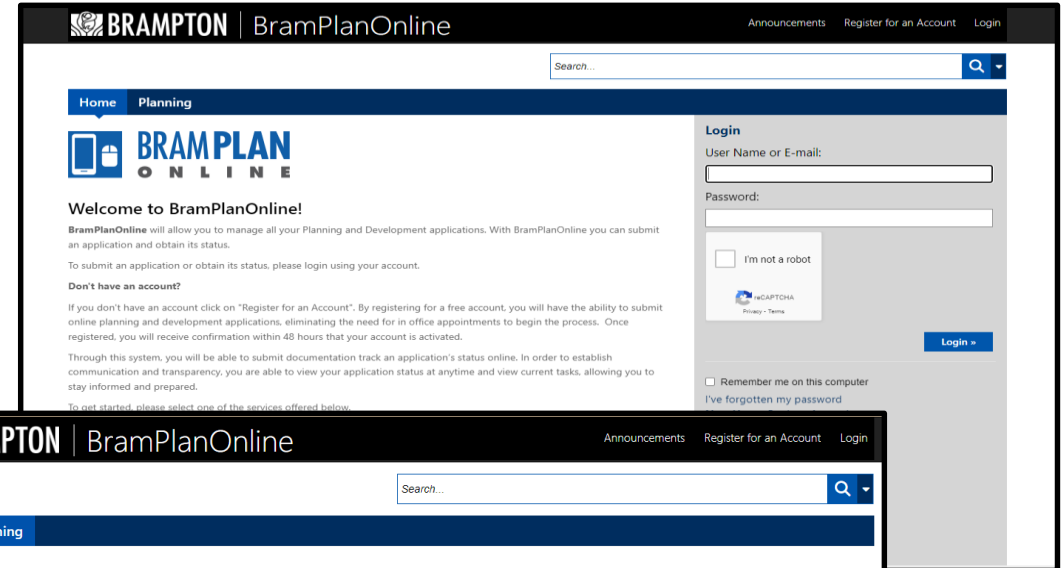 BRAMPTON | BramPlanOnline
Announcements Register for an Account Login
Search...
Home Planning
BRAMPLAN
ONLINE
Welcome to BramPlanOnline!
BramPlanOnline will allow you to manage all your Planning and Development applications. With BramPlanOnline you can submit
an application and obtain its status.
To submit an application or obtain its status, please login using your account.
Don't have an account?
If you don't have an account click on "Register for an Account". By registering for a free account, you will have the ability to submit
online planning and development applications, eliminating the need for in office appointments to begin the process. Once
registered, you will receive confirmation within 48 hours that your account is activated.
Through this system, you will be able to submit documentation track an application's status online. In order to establish
communication and transparency, you are able to view your application status at anytime and view current tasks, allowing you to
stay informed and prepared.
To get started, please select one of the services offered below.
Login
User Name or E-mail:
Password:
I'm not a robot
reCAPTCHA
Privacy - Terms
Login »
Remember me on this computer
I've forgotten my password
PTON | BramPlanOnline
Announcements Register for an Account Login
Search...
ning